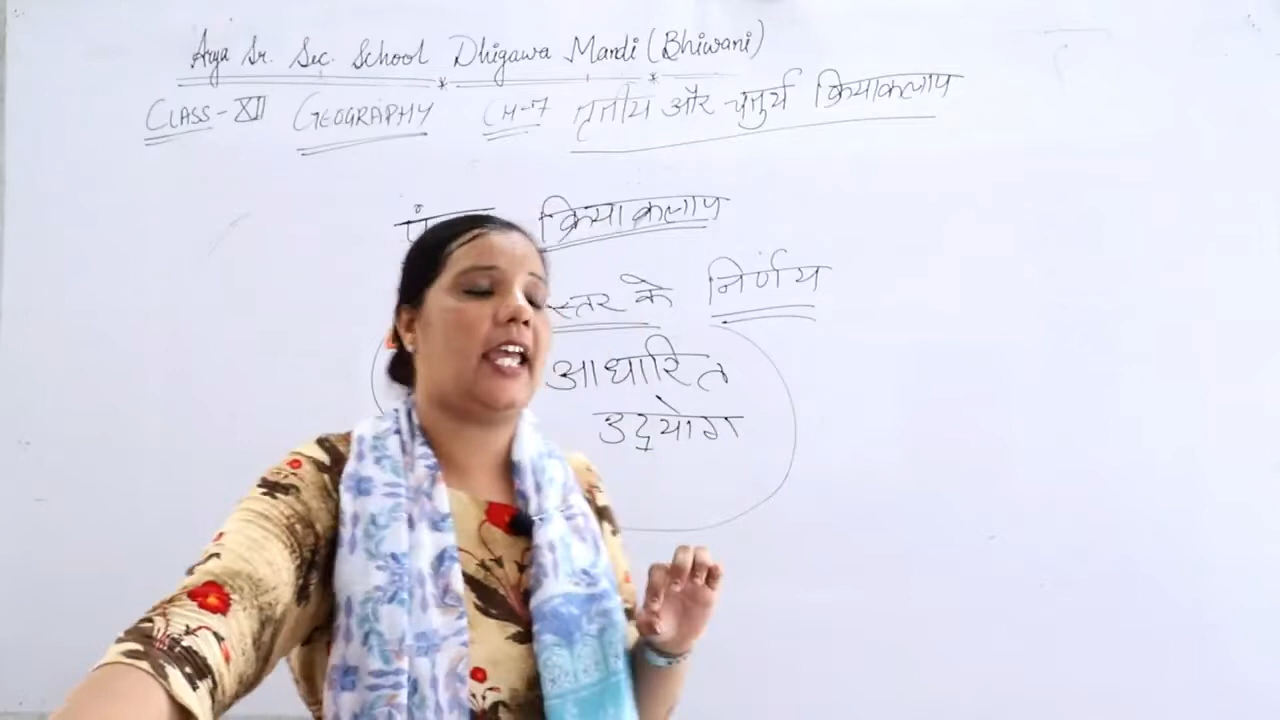 Arya Sr. Sec. School Dhigawa Mandi (Bhiwani)
CLASS-XII GEOGRAPHY CH-7 तृतीय और चतुर्थ क्रियाकलाप
क्रियाकलाप
स्तर के निर्णय
आधारित
उद्योग